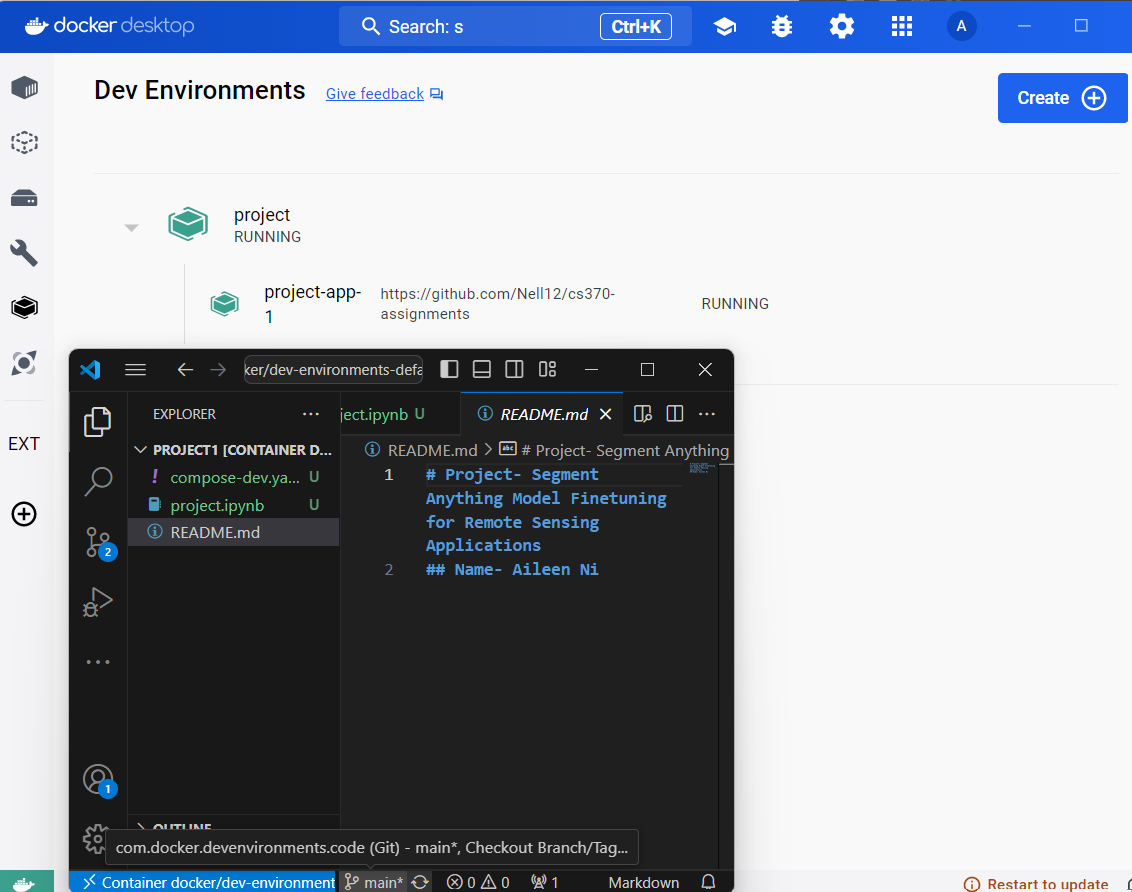 docker desktop
Search: s
Ctrl+K
A
Dev Environments
Give feedback
Create
project
RUNNING
project-app-
1
https://github.com/Nell12/cs370-
assignments
RUNNING
EXT
ker/dev-environments-defa
EXPLORER
ject.ipynb U
README.md
PROJECT1 [CONTAINER D...
README.md > # Project- Segment Anything
! compose-dev.ya... U
project.ipynb U
README.md
1 # Project- Segment
Anything Model Finetuning
for Remote Sensing
Applications
2 ## Name- Aileen Ni
2
1
OUTLINE
com.docker.devenvironments.code (Git) - main*, Checkout Branch/Tag...
Container docker/dev-environment
main*
0
0
1
Markdown
Restart to update